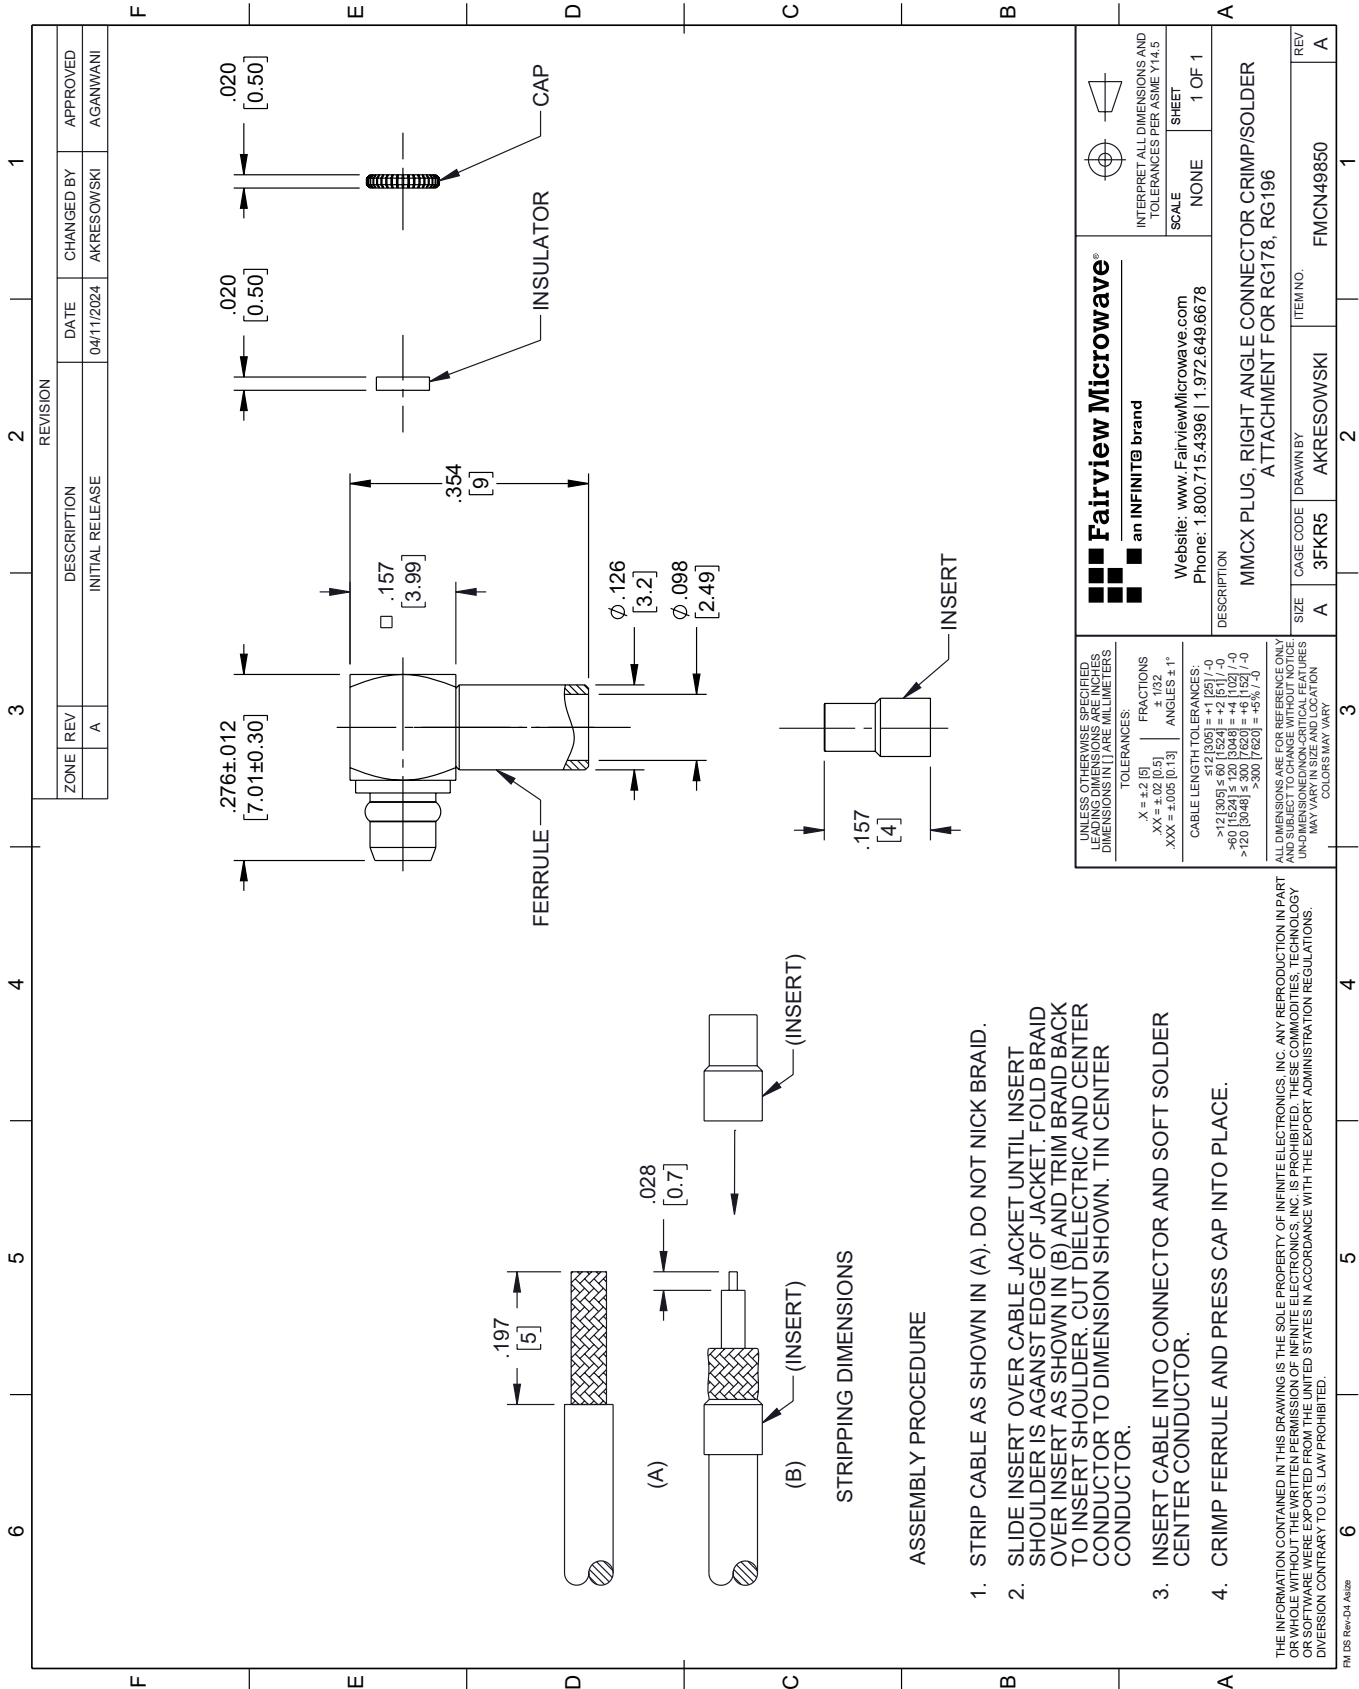 6
5
4
3
2
1
F
E
D
C
B
A
REVISION
ZONE REV DESCRIPTION DATE CHANGED BY APPROVED
A INITIAL RELEASE 04/11/2024 AKRESOWSKI AGANWANI
.276±.012
[7.01±0.30]
.157
[3.99]
.354
[9]
Ø.126
[3.2]
Ø.098
[2.49]
FERRULE
.020
[0.50]
INSULATOR
.020
[0.50]
CAP
.157
[4]
INSERT
.197
[5]
(A)
.028
[0.7]
(INSERT)
(INSERT)
(B)
STRIPPING DIMENSIONS
ASSEMBLY PROCEDURE
1. STRIP CABLE AS SHOWN IN (A). DO NOT NICK BRAID.
2. SLIDE INSERT OVER CABLE JACKET UNTIL INSERT
SHOULDER IS AGANST EDGE OF JACKET. FOLD BRAID
OVER INSERT AS SHOWN IN (B) AND TRIM BRAID BACK
TO INSERT SHOULDER. CUT DIELECTRIC AND CENTER
CONDUCTOR TO DIMENSION SHOWN. TIN CENTER
CONDUCTOR.
3. INSERT CABLE INTO CONNECTOR AND SOFT SOLDER
CENTER CONDUCTOR.
4. CRIMP FERRULE AND PRESS CAP INTO PLACE.
UNLESS OTHERWISE SPECIFIED
LEADING DIMENSIONS ARE INCHES
DIMENSIONS IN [ ] ARE MILLIMETERS
TOLERANCES:
.X = ±.2 [5] FRACTIONS
.XX = ±.02 [0.5] ± 1/32
.XXX = ±.005 [0.13] ANGLES ± 1°
CABLE LENGTH TOLERANCES:
≤12 [305] = +1 [25] / -0
>12 [305] ≤ 60 [1524] = +2 [51] / -0
>60 [1524] ≤ 120 [3048] = +4 [102] / -0
>120 [3048] ≤ 300 [7620] = +6 [152] / -0
>300 [7620] = +5% / -0
ALL DIMENSIONS ARE FOR REFERENCE ONLY
AND SUBJECT TO CHANGE WITHOUT NOTICE.
UN-DIMENSIONED/NON-CRITICAL FEATURES
MAY VARY IN SIZE AND LOCATION
COLORS MAY VARY
Fairview Microwave®
an INFINITE brand
Website: www.FairviewMicrowave.com
Phone: 1.800.715.4396 | 1.972.649.6678
INTERPRET ALL DIMENSIONS AND
TOLERANCES PER ASME Y14.5
SCALE SHEET
NONE 1 OF 1
DESCRIPTION
MMCX PLUG, RIGHT ANGLE CONNECTOR CRIMP/SOLDER
ATTACHMENT FOR RG178, RG196
SIZE CAGE CODE DRAWN BY ITEM NO. REV
A 3FKR5 AKRESOWSKI FMCN49850 A
THE INFORMATION CONTAINED IN THIS DRAWING IS THE SOLE PROPERTY OF INFINITE ELECTRONICS, INC. ANY REPRODUCTION IN PART
OR WHOLE WITHOUT THE WRITTEN PERMISSION OF INFINITE ELECTRONICS, INC. IS PROHIBITED. THESE COMMODITIES, TECHNOLOGY
OR SOFTWARE WERE EXPORTED FROM THE UNITED STATES IN ACCORDANCE WITH THE EXPORT ADMINISTRATION REGULATIONS.
DIVERSION CONTRARY TO U.S. LAW PROHIBITED.
FM DS Rev-D4 Asize
6
5
4
3
2
1
F
E
D
C
B
A